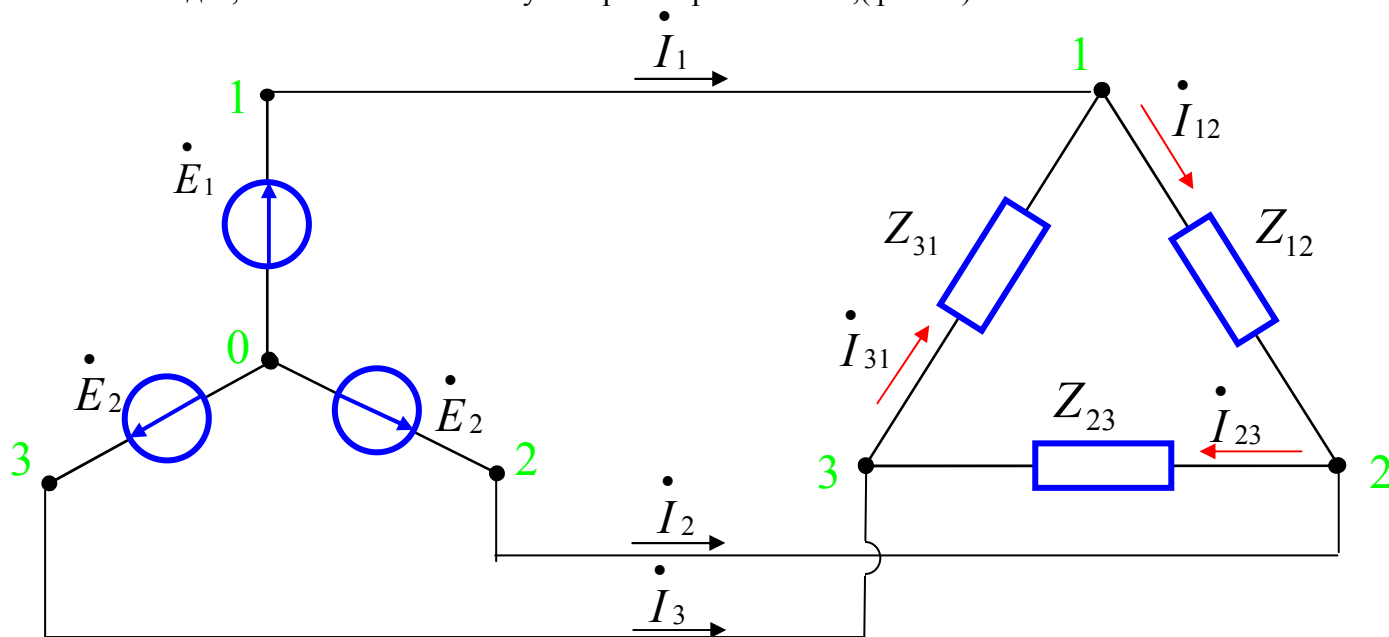 İ₁
1
1
İ₁₂
Ė₁
Z₃₁
Z₁₂
0
İ₃₁
Ė₂
Ė₂
Z₂₃
İ₂₃
3
2
3
2
İ₂
İ₃